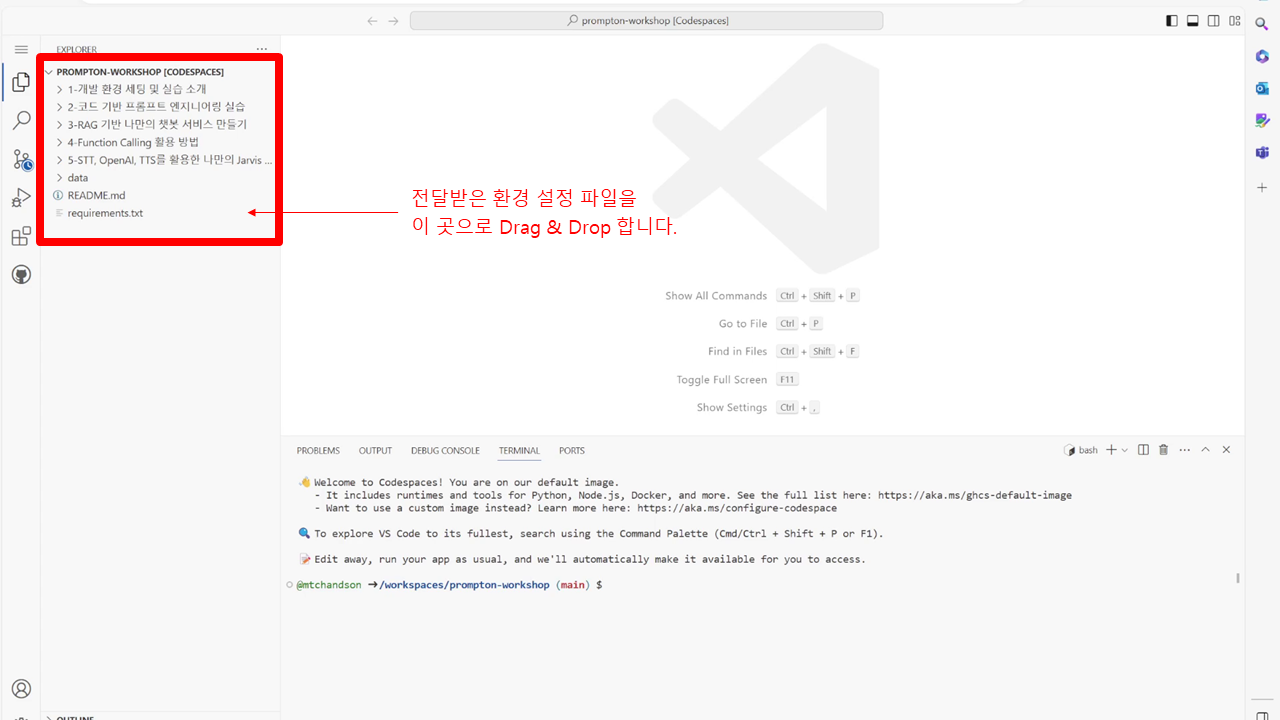 prompton-workshop [Codespaces]
EXPLORER
PROMPTON-WORKSHOP [CODESPACES]
1-개발 환경 세팅 및 실습 소개
2-코드 기반 프롬프트 엔지니어링 실습
3-RAG 기반 나만의 챗봇 서비스 만들기
4-Function Calling 활용 방법
5-STT, OpenAI, TTS를 활용한 나만의 Jarvis ...
data
README.md
requirements.txt
전달받은 환경 설정 파일을
이 곳으로 Drag & Drop 합니다.
Show All Commands Ctrl + Shift + P
Go to File Ctrl + P
Find in Files Ctrl + Shift + F
Toggle Full Screen F11
Show Settings Ctrl + ,
PROBLEMS OUTPUT DEBUG CONSOLE TERMINAL PORTS
bash
Welcome to Codespaces! You are on our default image.
- It includes runtimes and tools for Python, Node.js, Docker, and more. See the full list here: https://aka.ms/ghcs-default-image
- Want to use a custom image instead? Learn more here: https://aka.ms/configure-codespace
To explore VS Code to its fullest, search using the Command Palette (Cmd/Ctrl + Shift + P or F1).
Edit away, run your app as usual, and we'll automatically make it available for you to access.
@mtchandson ➜/workspaces/prompton-workshop (main) $
OUTLINE